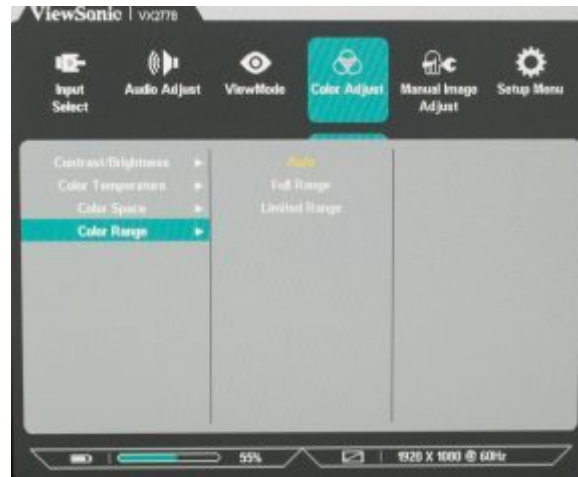 ViewSonic | VX2778
Input Select
Audio Adjust
ViewMode
Color Adjust
Manual Image Adjust
Setup Menu
Contrast/Brightness
Color Temperature
Color Space
Color Range
Auto
Full Range
Limited Range
55%
1920 X 1080 @ 60Hz